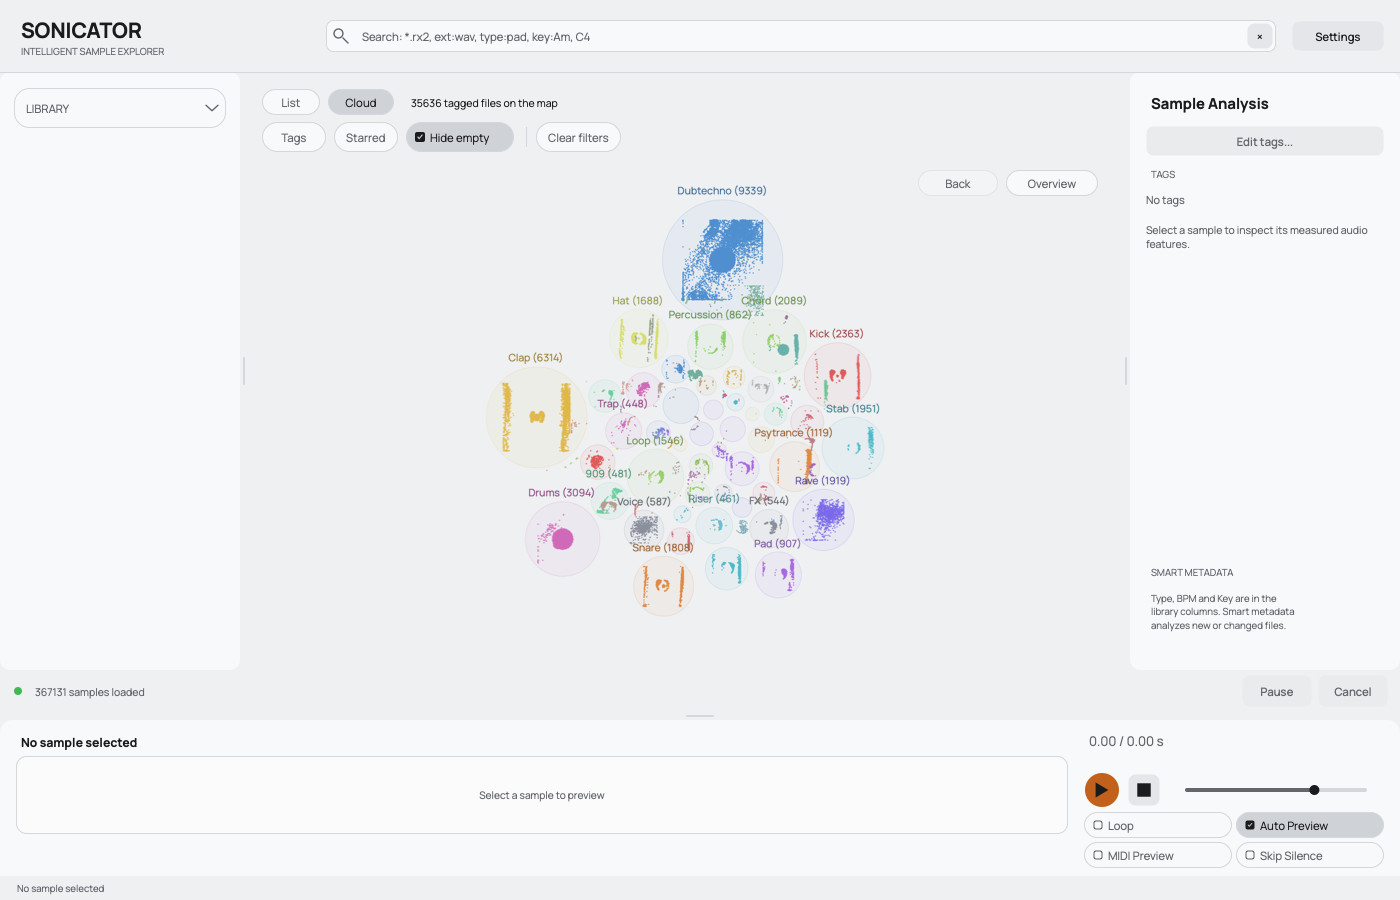 SONICATOR
INTELLIGENT SAMPLE EXPLORER
Search: *.rx2, ext:wav, type:pad, key:Am, C4
×
Settings
LIBRARY
List
Cloud
35636 tagged files on the map
Tags
Starred
Hide empty
Clear filters
Back
Overview
Dubtechno (9339)
Hat (1688)
Chord (2089)
Percussion (862)
Kick (2363)
Clap (6314)
Trap (448)
Stab (1951)
Psytrance (1119)
Loop (1546)
909 (481)
Rave (1919)
Drums (3094)
Voice (587)
Riser (461)
FX (544)
Snare (1808)
Pad (907)
Sample Analysis
Edit tags...
TAGS
No tags
Select a sample to inspect its measured audio
features.
SMART METADATA
Type, BPM and Key are in the
library columns. Smart metadata
analyzes new or changed files.
367131 samples loaded
Pause
Cancel
No sample selected
Select a sample to preview
0.00 / 0.00 s
Loop
Auto Preview
MIDI Preview
Skip Silence
No sample selected